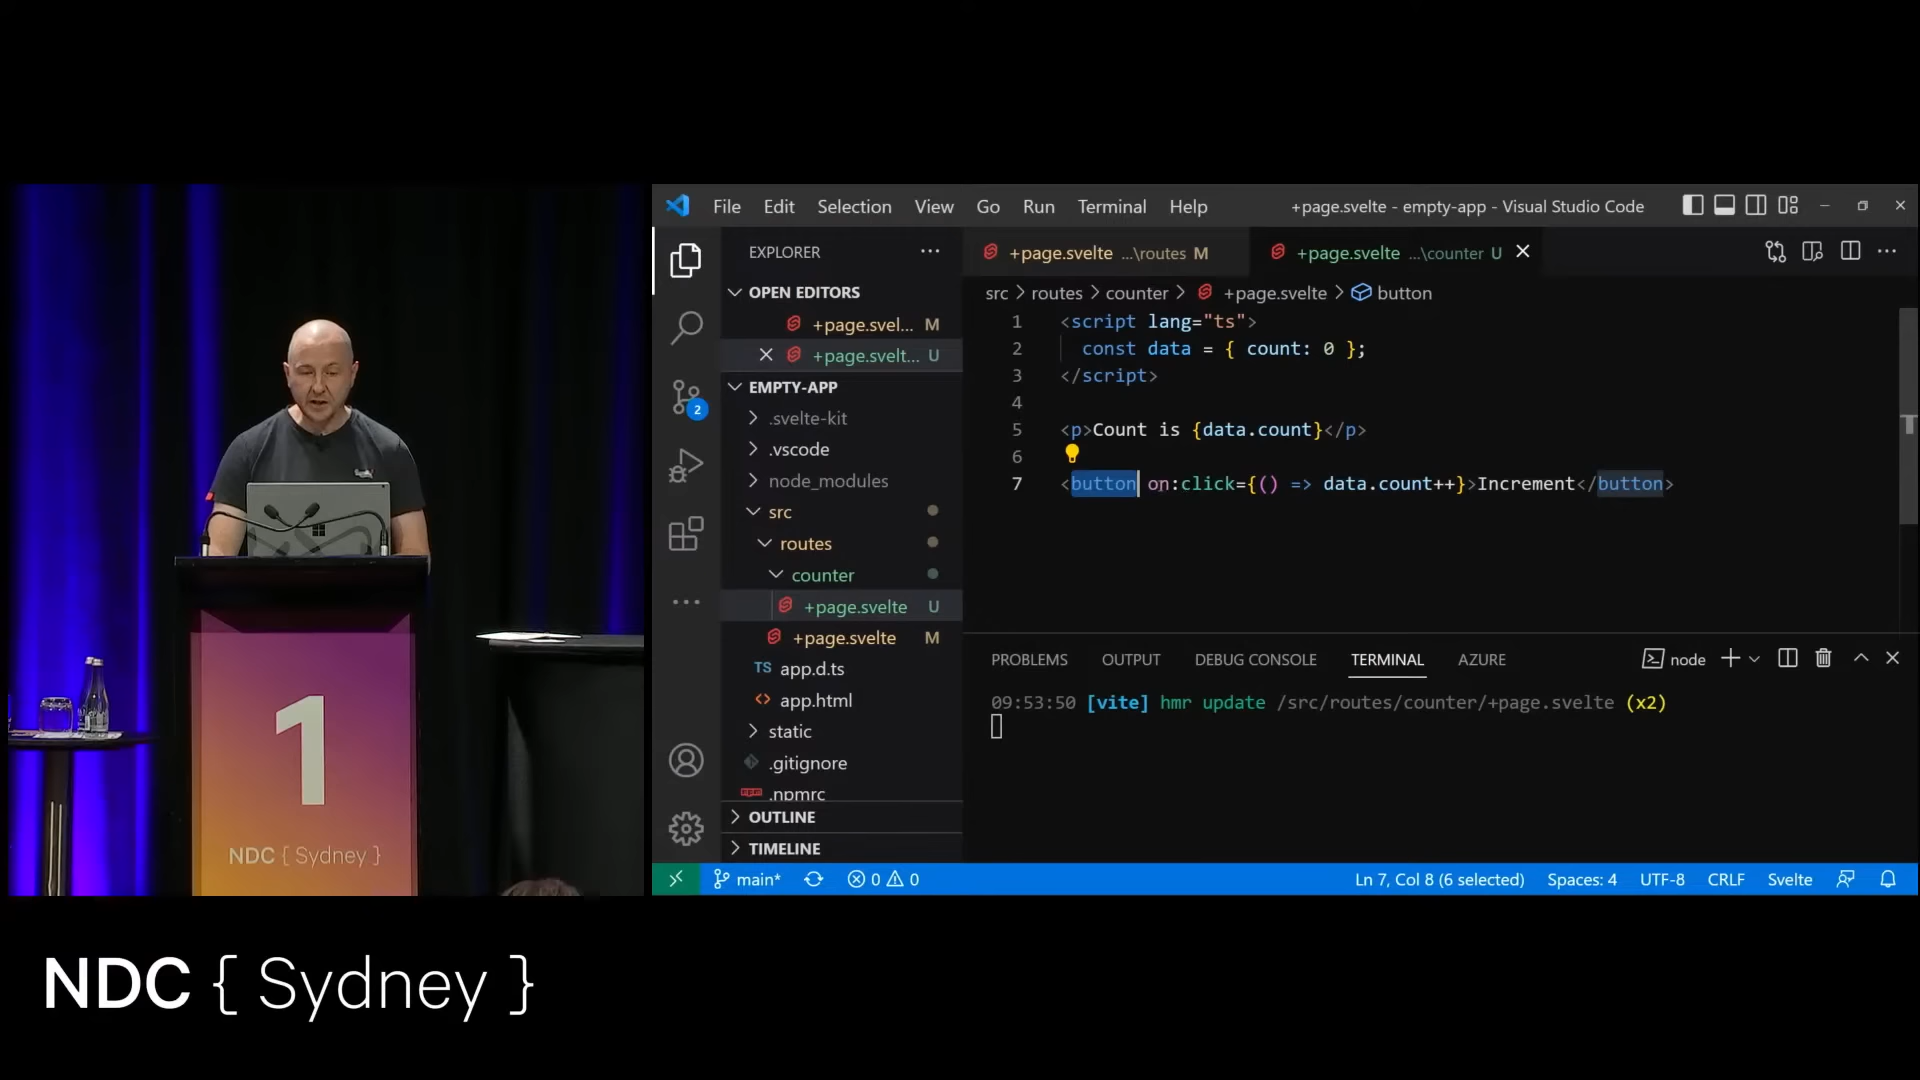 File Edit Selection View Go Run Terminal Help
+page.svelte - empty-app - Visual Studio Code
EXPLORER
OPEN EDITORS
+page.svel... M
+page.svelt... U
EMPTY-APP
.svelte-kit
.vscode
node_modules
src
routes
counter
+page.svelte U
+page.svelte M
TS app.d.ts
app.html
static
.gitignore
.npmrc
OUTLINE
TIMELINE
2
+page.svelte ...\routes M
+page.svelte ...\counter U
src > routes > counter > +page.svelte > button
1 <script lang="ts">
2 const data = { count: 0 };
3 </script>
4
5 <p>Count is {data.count}</p>
6
7 <button on:click={() => data.count++}>Increment</button>
PROBLEMS OUTPUT DEBUG CONSOLE TERMINAL AZURE
node
09:53:50 [vite] hmr update /src/routes/counter/+page.svelte (x2)
main* 0 0
Ln 7, Col 8 (6 selected) Spaces: 4 UTF-8 CRLF Svelte
1
NDC { Sydney }
NDC { Sydney }